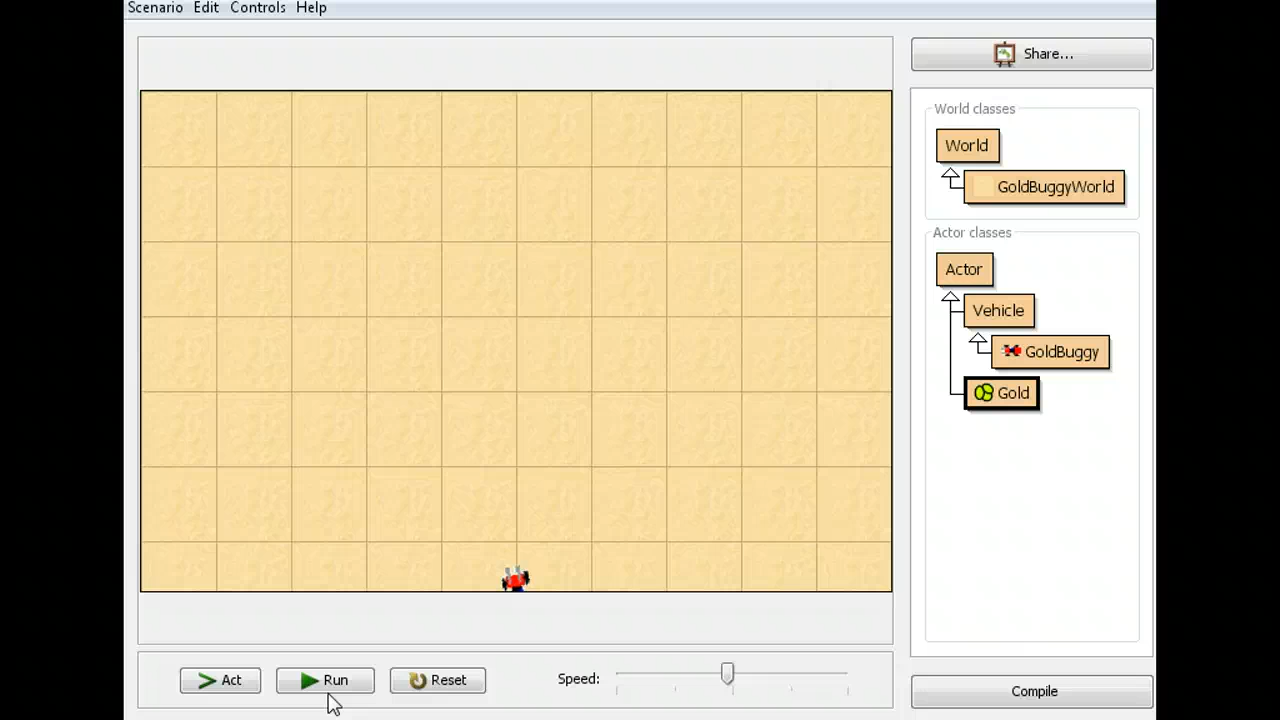 Scenario Edit Controls Help
Share...
World classes
World
GoldBuggyWorld
Actor classes
Actor
Vehicle
GoldBuggy
Gold
Act Run Reset Speed:
Compile